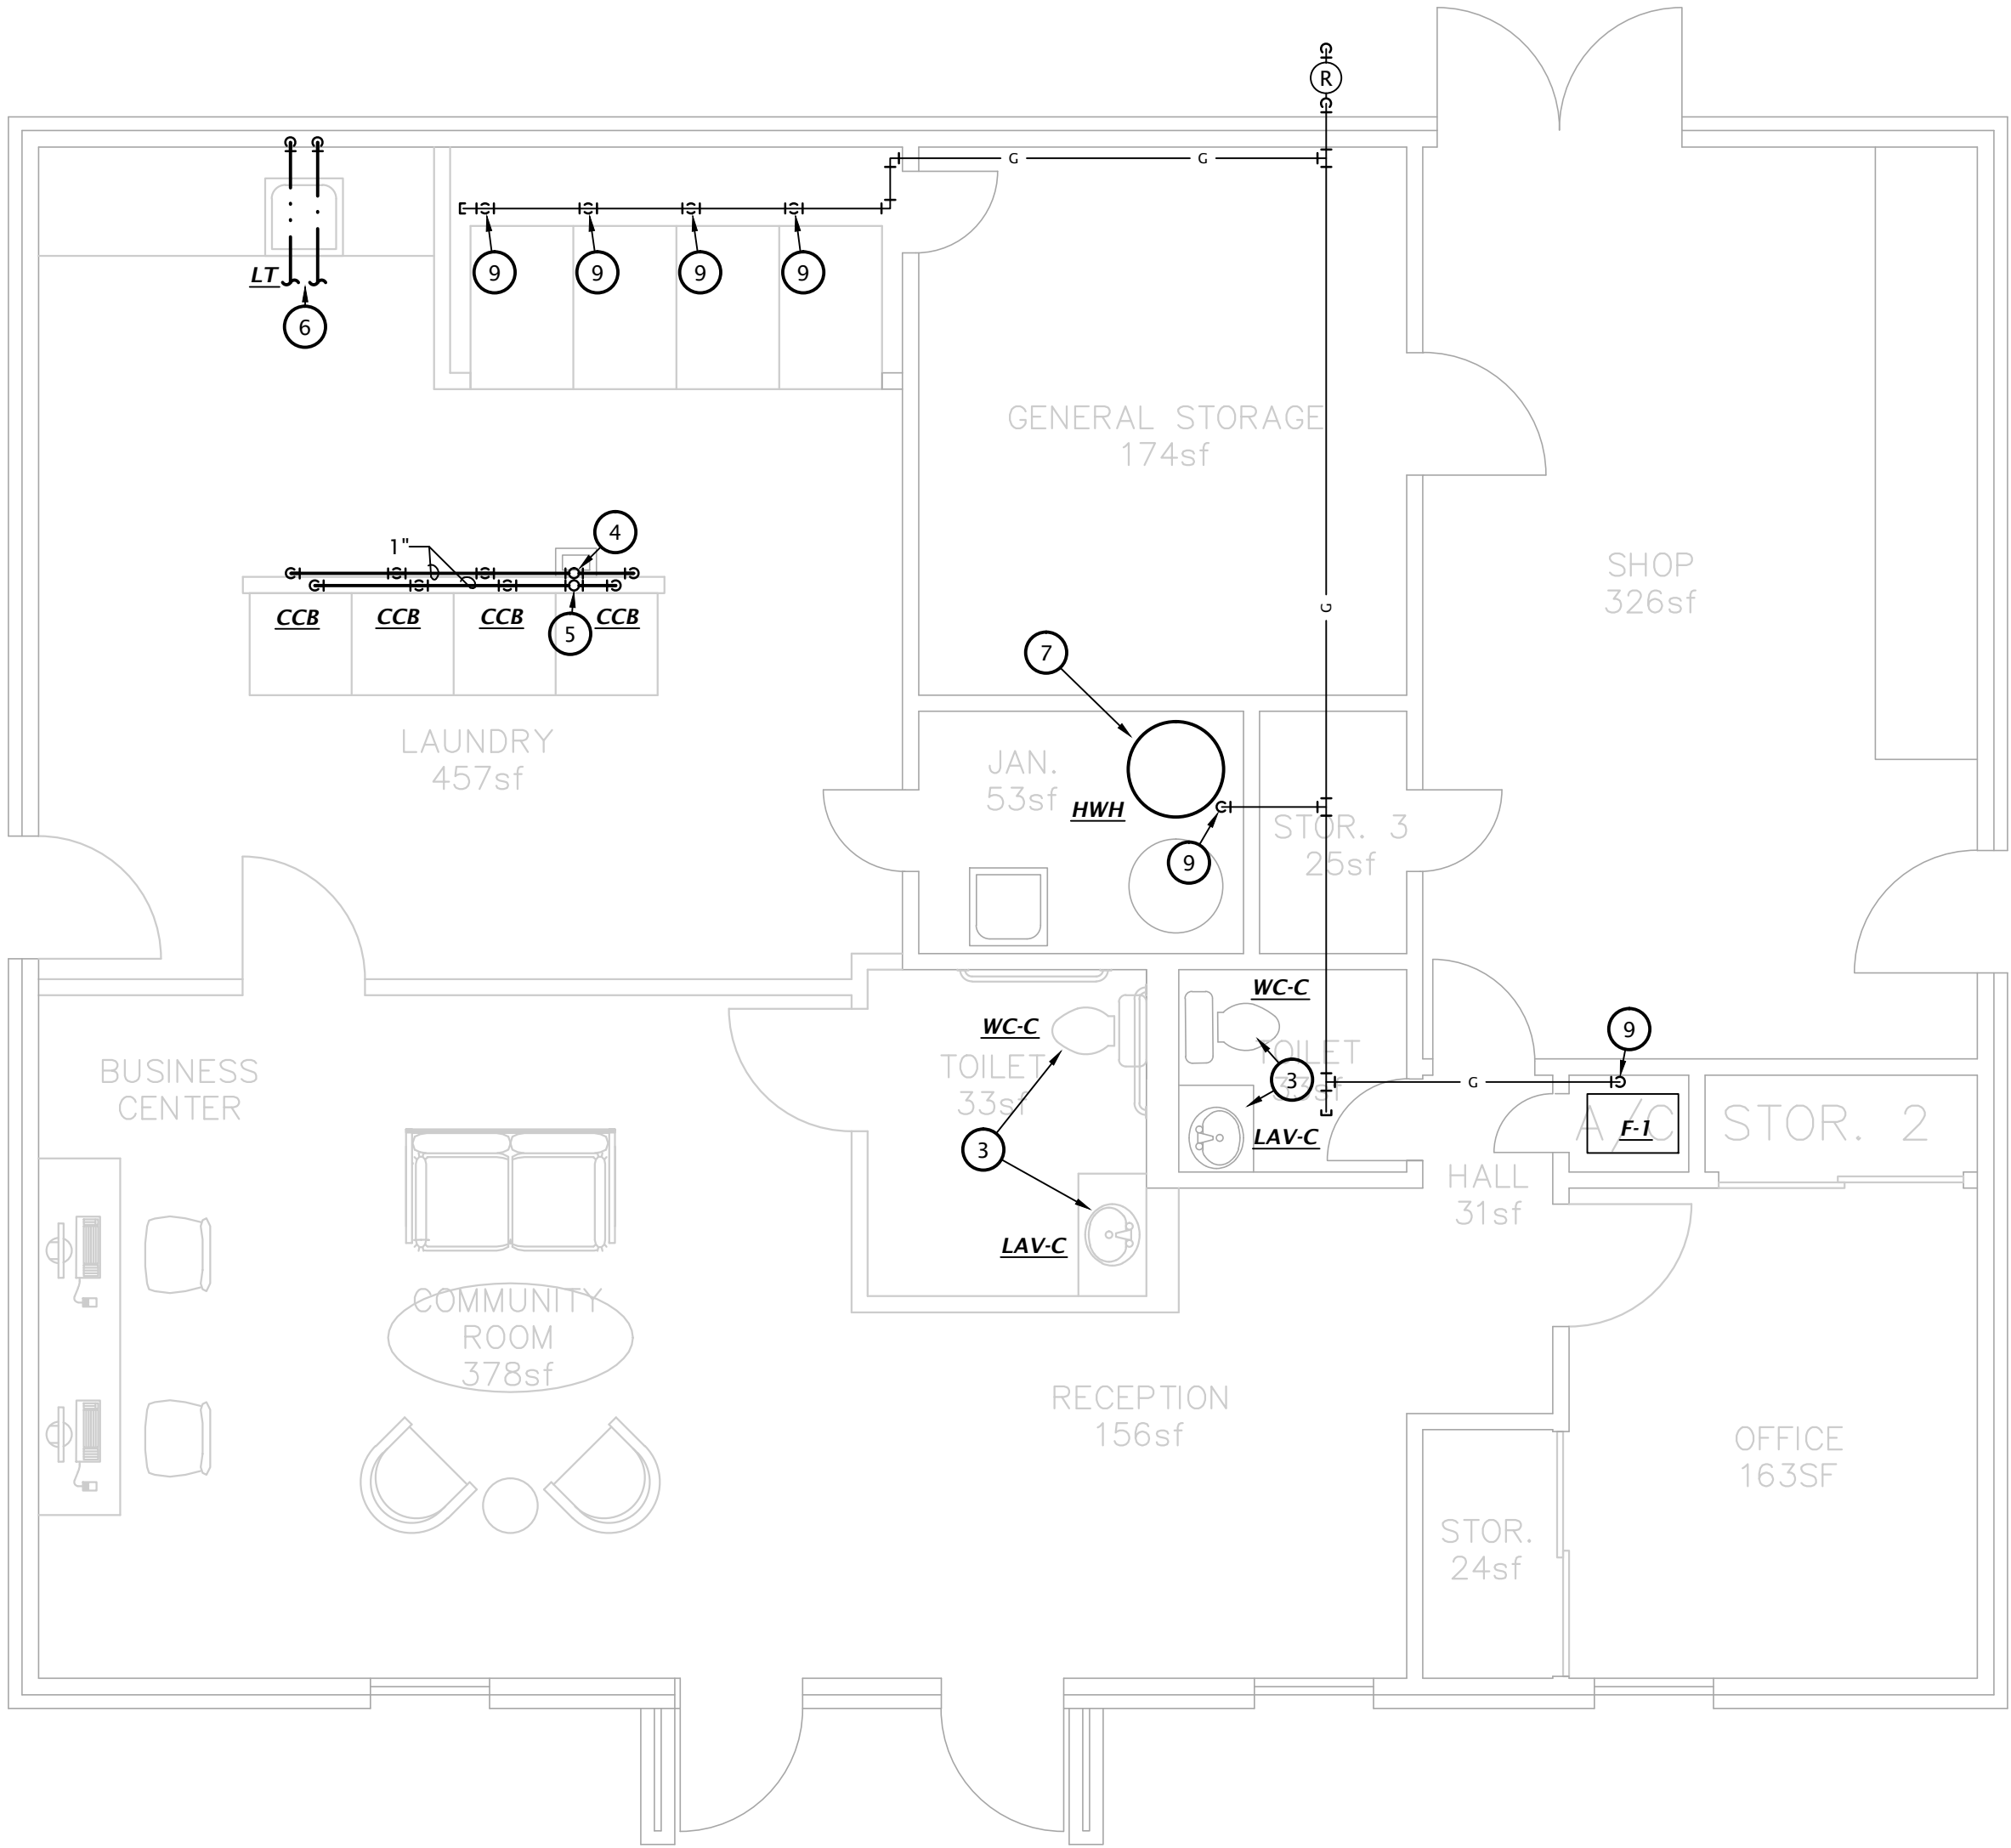 R
G
G
LT
6
9
9
9
9
GENERAL STORAGE
174sf
4
1"
CCB
CCB
CCB
CCB
5
G
SHOP
326sf
7
LAUNDRY
457sf
JAN.
53sf
HWH
9
STOR. 3
25sf
WC-C
WC-C
9
BUSINESS
CENTER
TOILET
33sf
TOILET
33sf
3
G
A/C
F-1
STOR. 2
3
LAV-C
HALL
31sf
LAV-C
COMMUNITY
ROOM
378sf
RECEPTION
156sf
OFFICE
163SF
STOR.
24sf